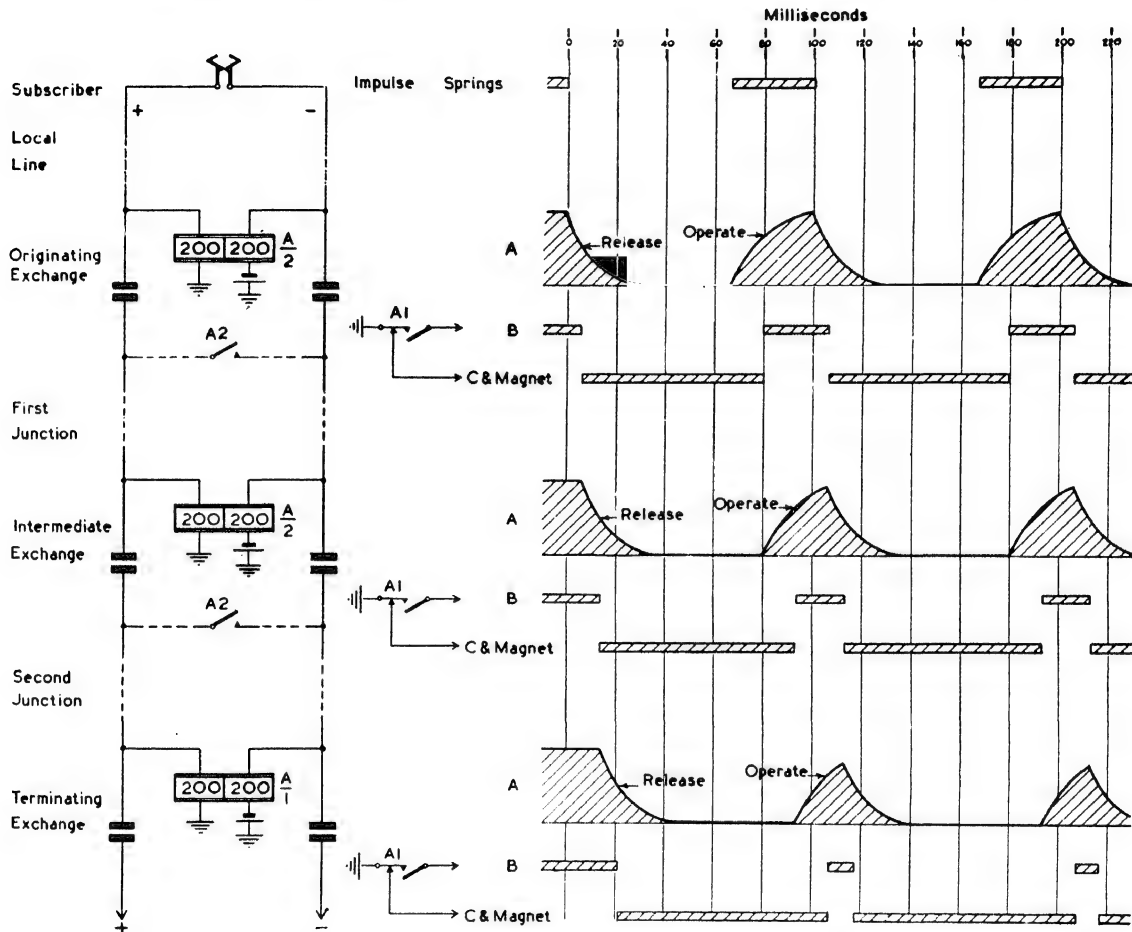 Milliseconds
0 20 40 60 80 100 120 140 160 180 200 220
Subscriber
Impulse Springs
+ -
Local
Line
Originating
Exchange
200 200 A/2
A
Release
Operate
A2
A1
B
C & Magnet
First
Junction
Intermediate
Exchange
200 200 A/2
A
Release
Operate
A2
A1
B
C & Magnet
Second
Junction
Terminating
Exchange
200 200 A/1
A
Release
Operate
A1
B
C & Magnet
+ -